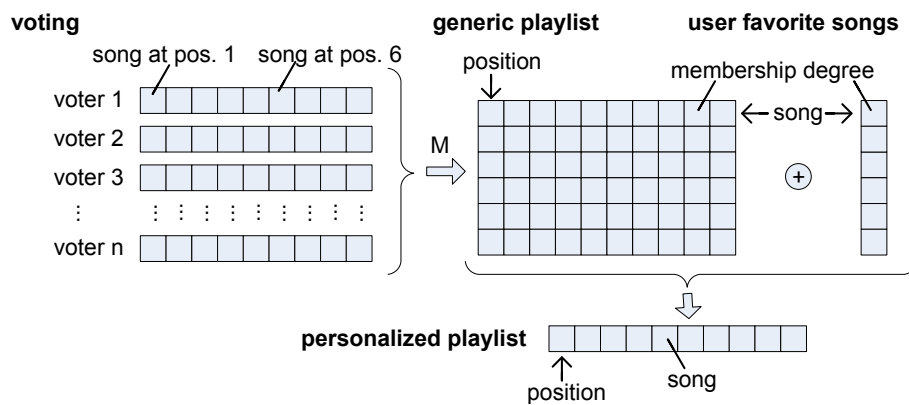 voting
generic playlist
user favorite songs
song at pos. 1
song at pos. 6
position
membership degree
voter 1
song
voter 2
M
voter 3
+
voter n
personalized playlist
position
song